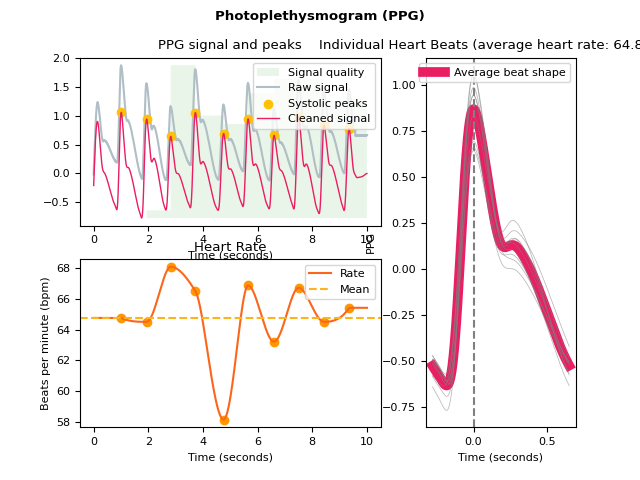 Photoplethysmogram (PPG)
PPG signal and peaks
Individual Heart Beats (average heart rate: 64.8
2.0
1.5
1.0
0.5
0.0
−0.5
Signal quality
Raw signal
Systolic peaks
Cleaned signal
0 2 4 6 8 10
Time (seconds)
Heart Rate
68
66
64
62
60
58
Beats per minute (bpm)
Rate
Mean
0 2 4 6 8 10
Time (seconds)
PPG
1.00
0.75
0.50
0.25
0.00
−0.25
−0.50
−0.75
Average beat shape
0.0 0.5
Time (seconds)